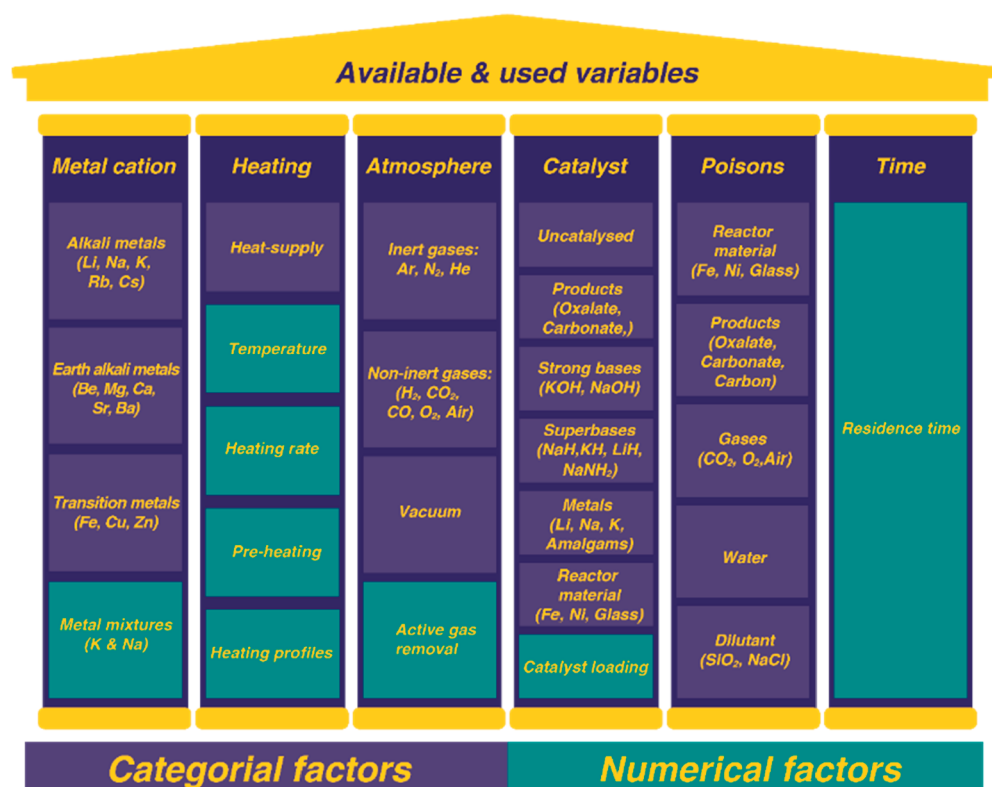 Available & used variables
Metal cation
Alkali metals
(Li, Na, K,
Rb, Cs)
Earth alkali metals
(Be, Mg, Ca,
Sr, Ba)
Transition metals
(Fe, Cu, Zn)
Metal mixtures
(K & Na)
Heating
Heat-supply
Temperature
Heating rate
Pre-heating
Heating profiles
Atmosphere
Inert gases:
Ar, N₂, He
Non-inert gases:
(H₂, CO₂,
CO, O₂, Air)
Vacuum
Active gas
removal
Catalyst
Uncatalysed
Products
(Oxalate,
Carbonate,)
Strong bases
(KOH, NaOH)
Superbases
(NaH,KH, LiH,
NaNH₂)
Metals
(Li, Na, K,
Amalgams)
Reactor
material
(Fe, Ni, Glass)
Catalyst loading
Poisons
Reactor
material
(Fe, Ni, Glass)
Products
(Oxalate,
Carbonate,
Carbon)
Gases
(CO₂, O₂,Air)
Water
Dilutant
(SiO₂, NaCl)
Time
Residence time
Categorial factors
Numerical factors